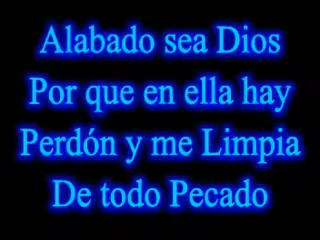 Alabado sea Dios
Por que en ella hay
Perdón y me Limpia
De todo Pecado